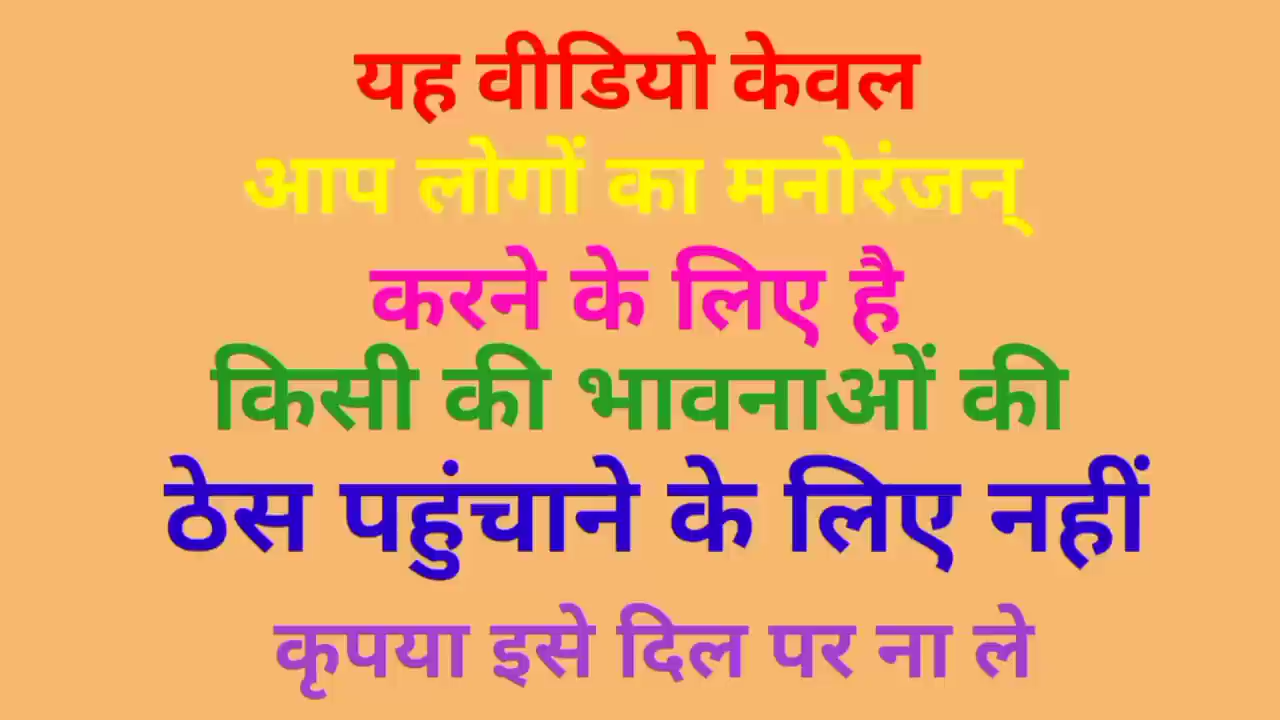 यह वीडियो केवल
आप लोगों का मनोरंजन्
करने के लिए है
किसी की भावनाओं की
ठेस पहुंचाने के लिए नहीं
कृपया इसे दिल पर ना ले